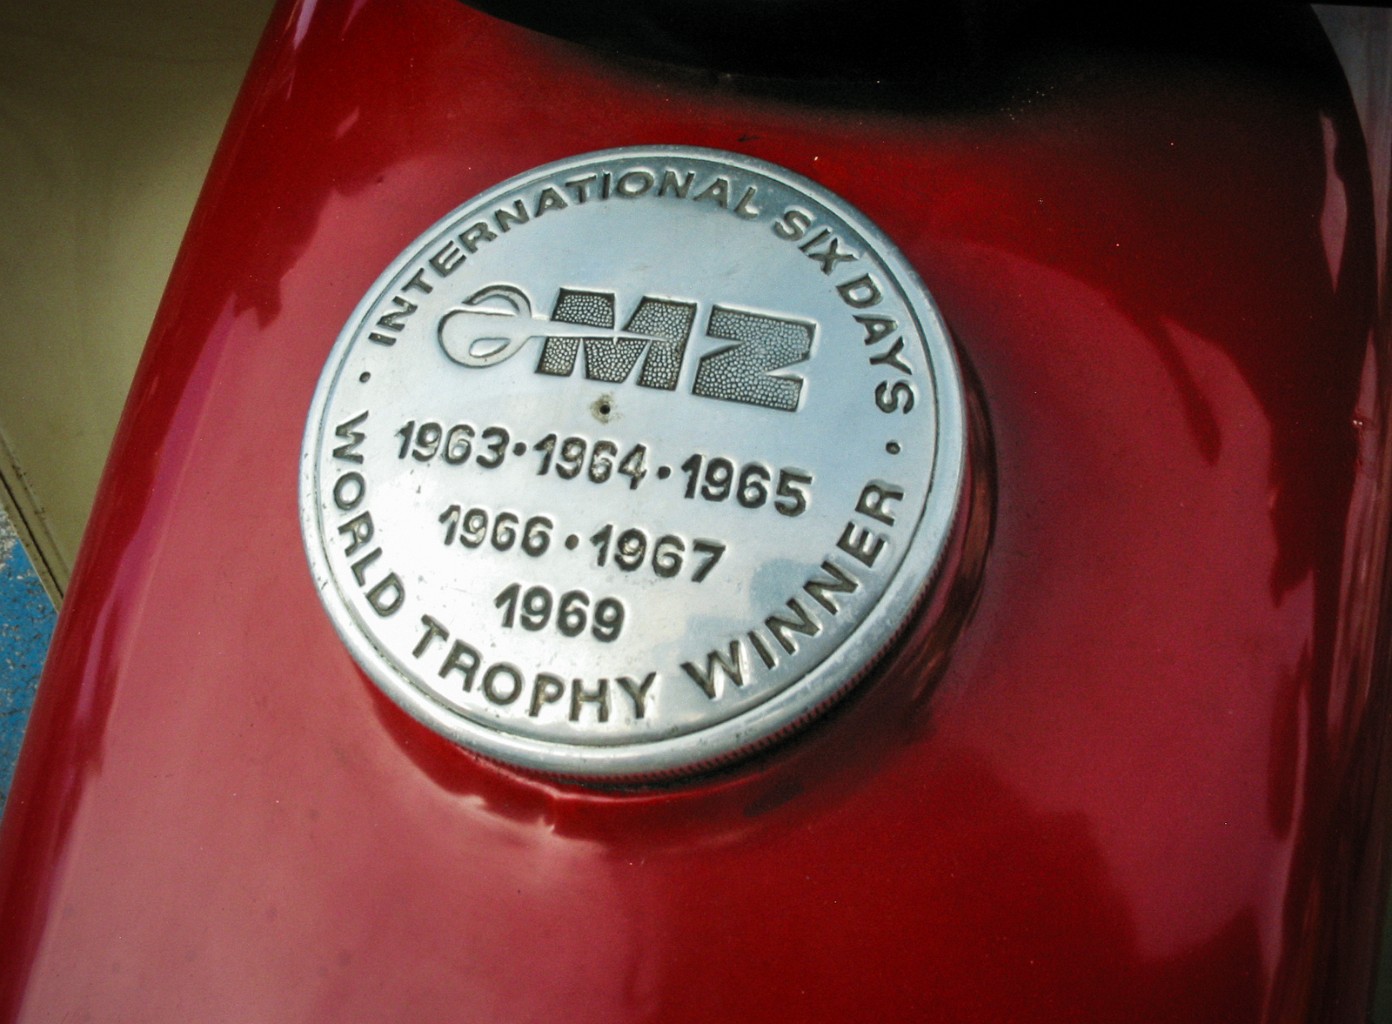 INTERNATIONAL SIX DAYS
MZ
1963·1964·1965
1966·1967
1969
WORLD TROPHY WINNER